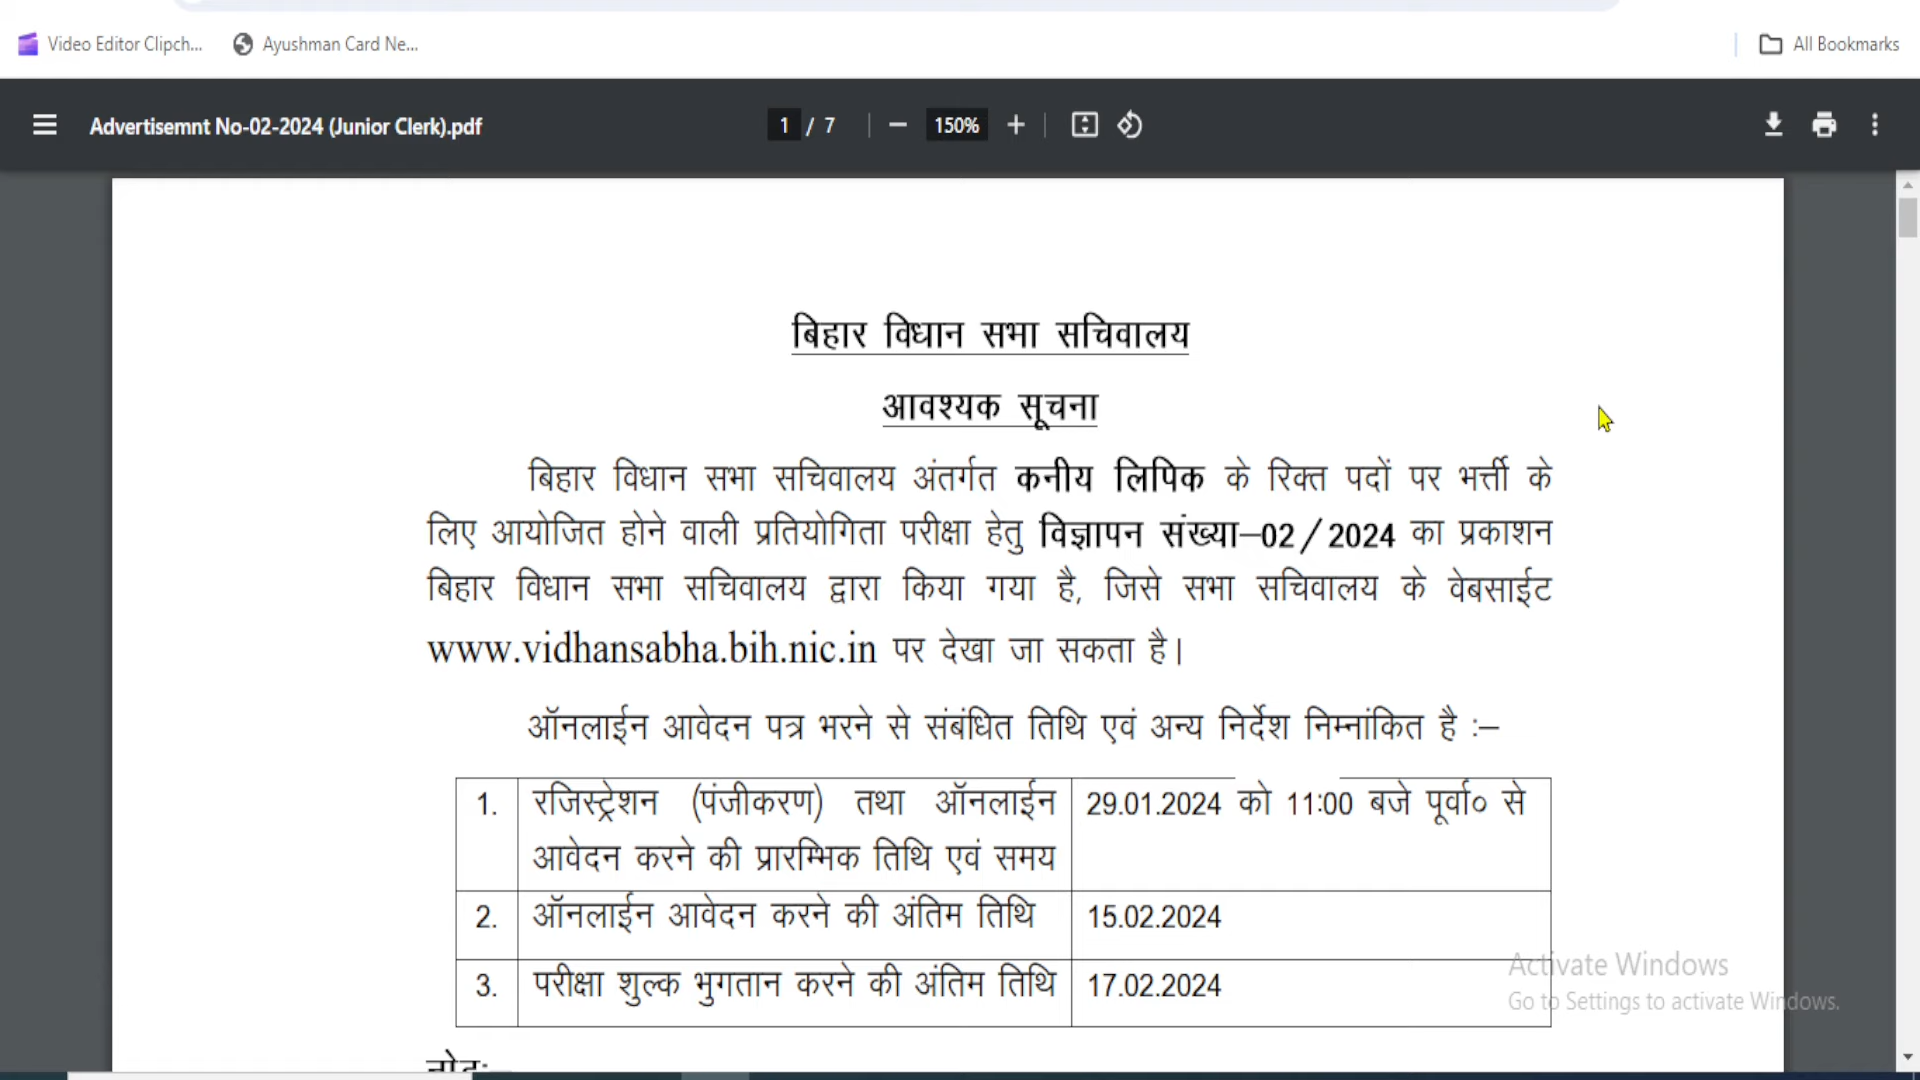 Video Editor Clipch...
Ayushman Card Ne...
All Bookmarks
Advertisemnt No-02-2024 (Junior Clerk).pdf
1 / 7
150%
बिहार विधान सभा सचिवालय
आवश्यक सूचना
बिहार विधान सभा सचिवालय अंतर्गत कनीय लिपिक के रिक्त पदों पर भर्त्ती के
लिए आयोजित होने वाली प्रतियोगिता परीक्षा हेतु विज्ञापन संख्या–02/2024 का प्रकाशन
बिहार विधान सभा सचिवालय द्वारा किया गया है, जिसे सभा सचिवालय के वेबसाईट
www.vidhansabha.bih.nic.in पर देखा जा सकता है।
ऑनलाईन आवेदन पत्र भरने से संबंधित तिथि एवं अन्य निर्देश निम्नांकित है :–
1. रजिस्ट्रेशन (पंजीकरण) तथा ऑनलाईन 29.01.2024 को 11:00 बजे पूर्वा० से
आवेदन करने की प्रारम्भिक तिथि एवं समय
2. ऑनलाईन आवेदन करने की अंतिम तिथि 15.02.2024
3. परीक्षा शुल्क भुगतान करने की अंतिम तिथि 17.02.2024
Activate Windows
Go to Settings to activate Windows.